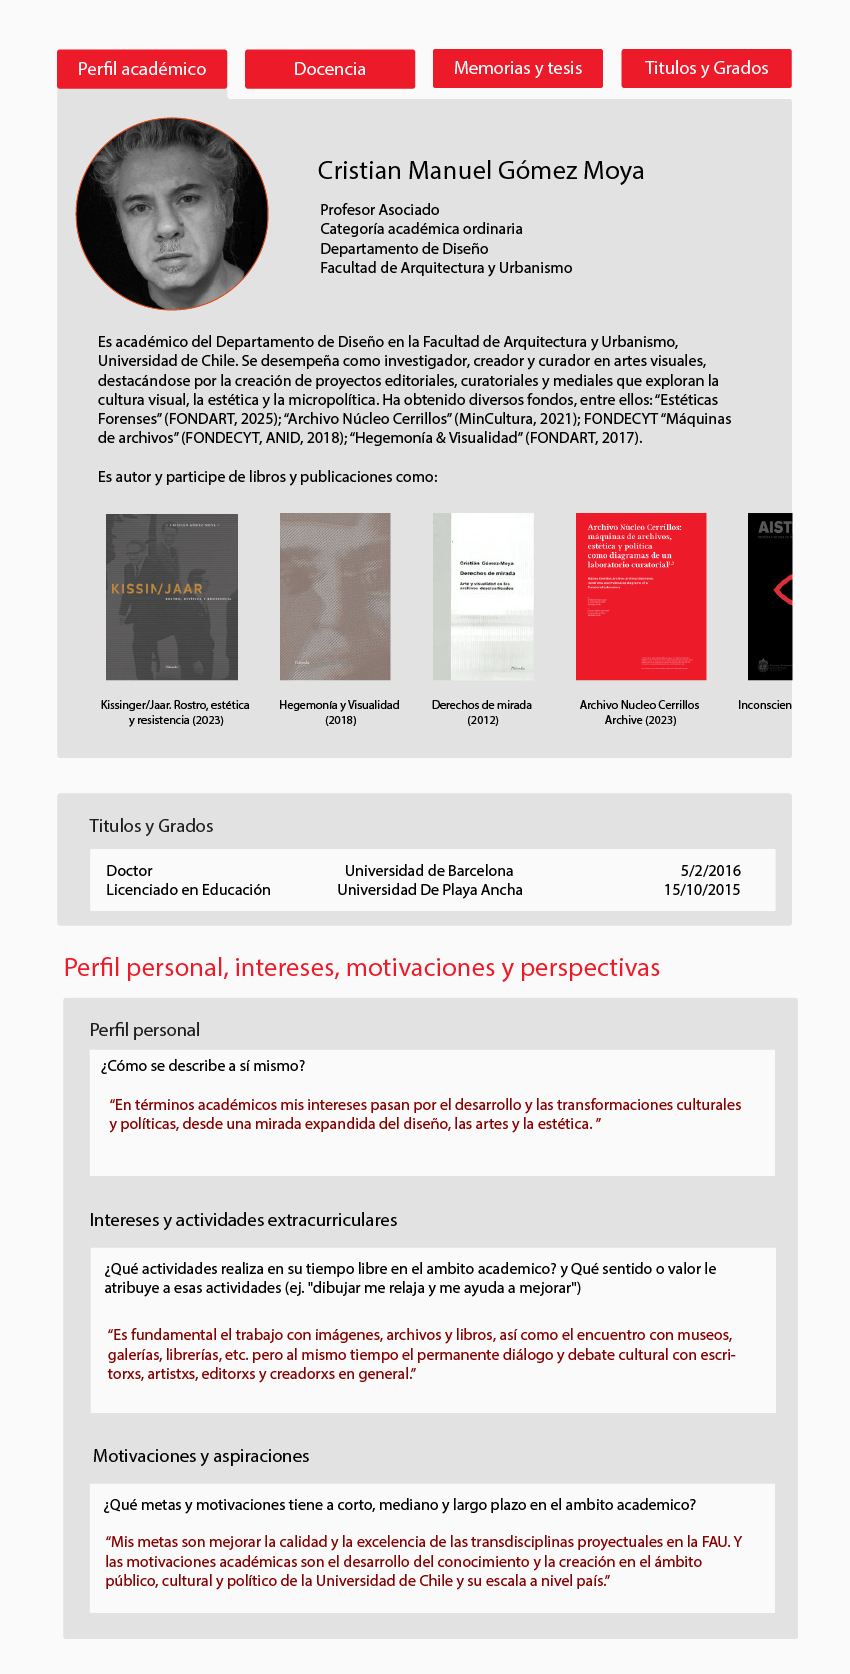 Perfil académico
Docencia
Memorias y tesis
Titulos y Grados
Cristian Manuel Gómez Moya
Profesor Asociado
Categoría académica ordinaria
Departamento de Diseño
Facultad de Arquitectura y Urbanismo
Es académico del Departamento de Diseño en la Facultad de Arquitectura y Urbanismo,
Universidad de Chile. Se desempeña como investigador, creador y curador en artes visuales,
destacándose por la creación de proyectos editoriales, curatoriales y mediales que exploran la
cultura visual, la estética y la micropolítica. Ha obtenido diversos fondos, entre ellos: “Estéticas
Forenses” (FONDART, 2025); “Archivo Núcleo Cerrillos” (MinCultura, 2021); FONDECYT “Máquinas
de archivos” (FONDECYT, ANID, 2018); “Hegemonía & Visualidad” (FONDART, 2017).
Es autor y participe de libros y publicaciones como:
KISSIN/JAAR
ROSTRO, ESTÉTICA Y RESISTENCIA
Cristián Gómez-Moya
Derechos de mirada
Arte y visualidad en los
archivos desclasificados
Archivo Núcleo Cerrillos:
máquinas de archivos,
estética y política
como diagramas de un
laboratorio curatorial
AIST
Kissinger/Jaar. Rostro, estética
y resistencia (2023)
Hegemonía y Visualidad
(2018)
Derechos de mirada
(2012)
Archivo Nucleo Cerrillos
Archive (2023)
Inconscien
Titulos y Grados
Doctor Universidad de Barcelona 5/2/2016
Licenciado en Educación Universidad De Playa Ancha 15/10/2015
Perfil personal, intereses, motivaciones y perspectivas
Perfil personal
¿Cómo se describe a sí mismo?
“En términos académicos mis intereses pasan por el desarrollo y las transformaciones culturales
y políticas, desde una mirada expandida del diseño, las artes y la estética. ”
Intereses y actividades extracurriculares
¿Qué actividades realiza en su tiempo libre en el ambito academico? y Qué sentido o valor le
atribuye a esas actividades (ej. "dibujar me relaja y me ayuda a mejorar")
“Es fundamental el trabajo con imágenes, archivos y libros, así como el encuentro con museos,
galerías, librerías, etc. pero al mismo tiempo el permanente diálogo y debate cultural con escri-
torxs, artistxs, editorxs y creadorxs en general.”
Motivaciones y aspiraciones
¿Qué metas y motivaciones tiene a corto, mediano y largo plazo en el ambito academico?
“Mis metas son mejorar la calidad y la excelencia de las transdisciplinas proyectuales en la FAU. Y
las motivaciones académicas son el desarrollo del conocimiento y la creación en el ámbito
público, cultural y político de la Universidad de Chile y su escala a nivel país.”